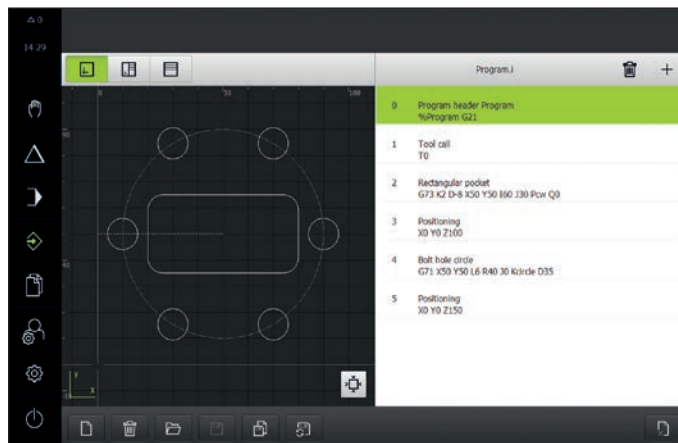 0
14:29
Program.i
50
100
0 Program header Program
%Program G21
1 Tool call
T0
2 Rectangular pocket
G73 K2 D-8 X50 Y50 I60 J30 Pcw Q0
3 Positioning
X0 Y0 Z100
4 Bolt hole circle
G71 X50 Y50 L6 R40 J0 Kcircle D35
5 Positioning
X0 Y0 Z150
Y
X